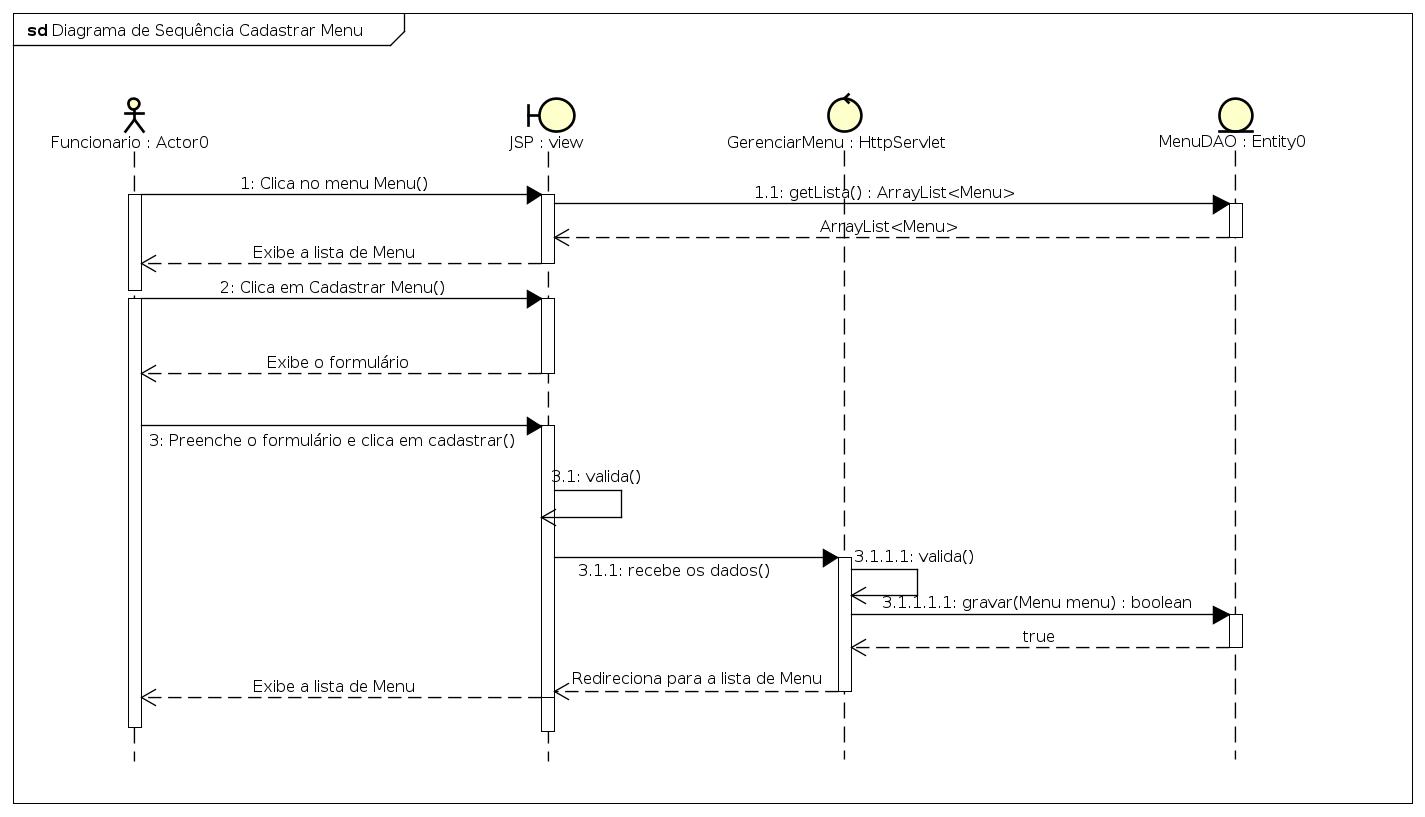 sd Diagrama de Sequência Cadastrar Menu
Funcionario : Actor0
JSP : view
GerenciarMenu : HttpServlet
MenuDAO : Entity0
1: Clica no menu Menu()
1.1: getLista() : ArrayList<Menu>
ArrayList<Menu>
Exibe a lista de Menu
2: Clica em Cadastrar Menu()
Exibe o formulário
3: Preenche o formulário e clica em cadastrar()
3.1: valida()
3.1.1: recebe os dados()
3.1.1.1: valida()
3.1.1.1.1: gravar(Menu menu) : boolean
true
Redireciona para a lista de Menu
Exibe a lista de Menu